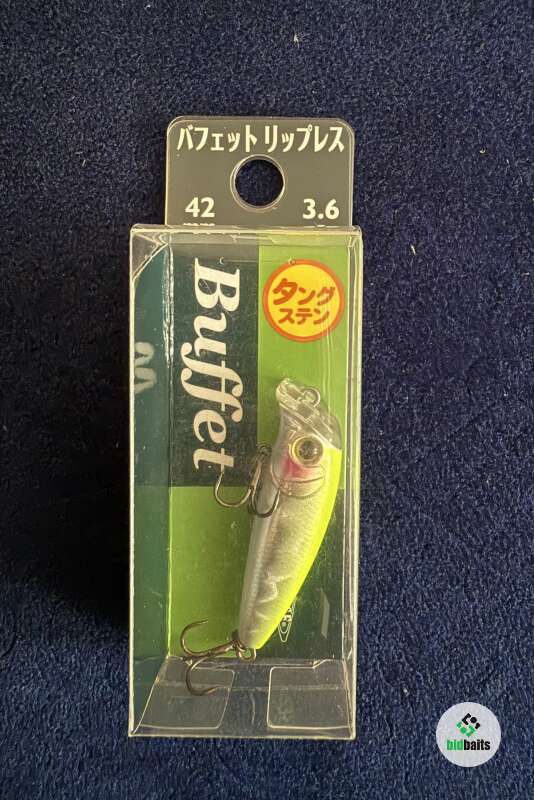 バフェット リップレス
42 3.6
タング
ステン
Buffet
bidbaits